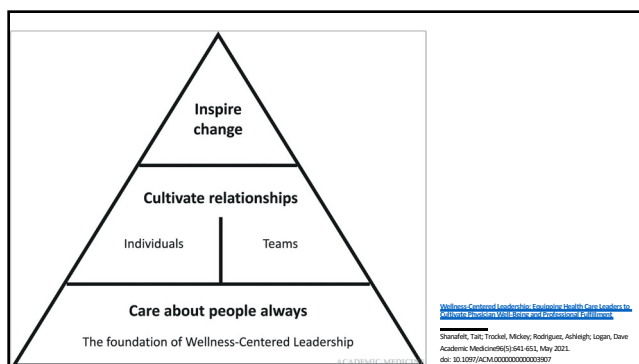 Inspire
change
Cultivate relationships
Individuals
Teams
Care about people always
The foundation of Wellness-Centered Leadership
ACADEMIC MEDICINE
Wellness-Centered Leadership: Equipping Health Care Leaders to
Cultivate Physician Well-Being and Professional Fulfillment
Shanafelt, Tait; Trockel, Mickey; Rodriguez, Ashleigh; Logan, Dave
Academic Medicine96(5):641-651, May 2021.
doi: 10.1097/ACM.0000000000003907